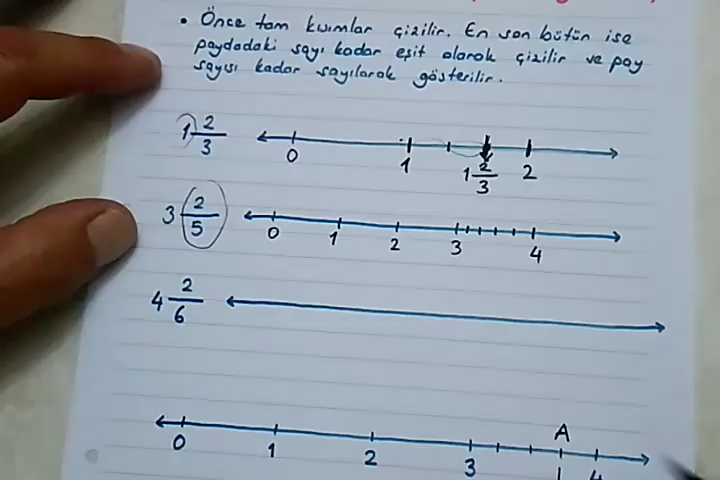 • Önce tam kısımlar çizilir. En son bütün ise
paydadaki sayı kadar eşit olarak çizilir ve pay
sayısı kadar sayılarak gösterilir.
1 2/3
0 1 1 2/3 2
3 2/5
0 1 2 3 4
4 2/6
A
0 1 2 3 4